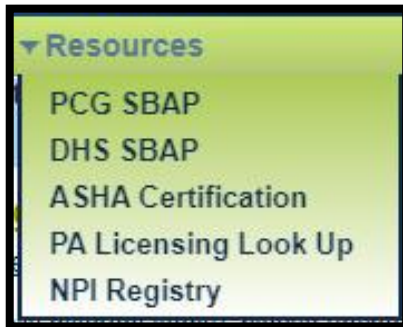 Resources
PCG SBAP
DHS SBAP
ASHA Certification
PA Licensing Look Up
NPI Registry